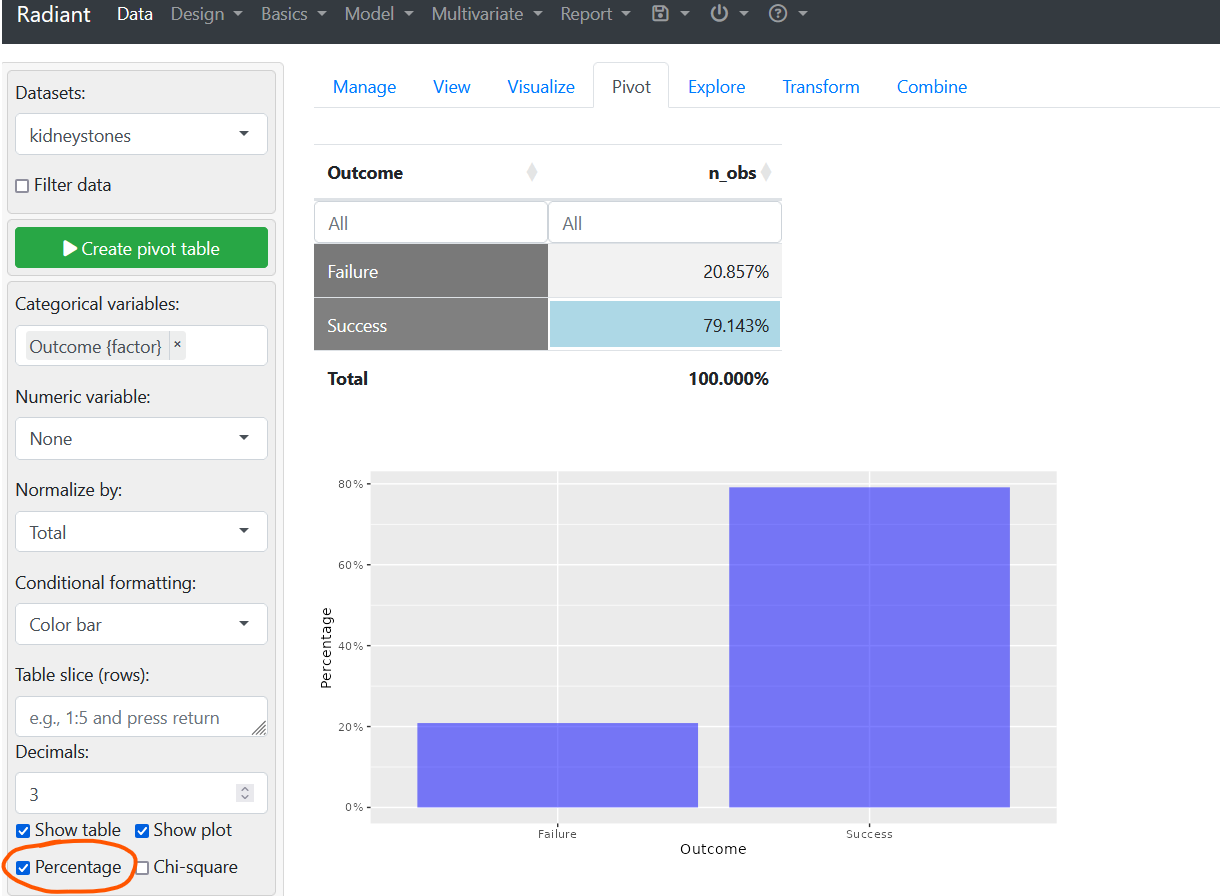 Radiant Data Design Basics Model Multivariate Report
Datasets:
kidneystones
Filter data
Create pivot table
Categorical variables:
Outcome {factor} ×
Numeric variable:
None
Normalize by:
Total
Conditional formatting:
Color bar
Table slice (rows):
e.g., 1:5 and press return
Decimals:
3
Show table Show plot
Percentage Chi-square
Manage View Visualize Pivot Explore Transform Combine
Outcome n_obs
All All
Failure 20.857%
Success 79.143%
Total 100.000%
80%
60%
40%
20%
0%
Percentage
Failure Success
Outcome